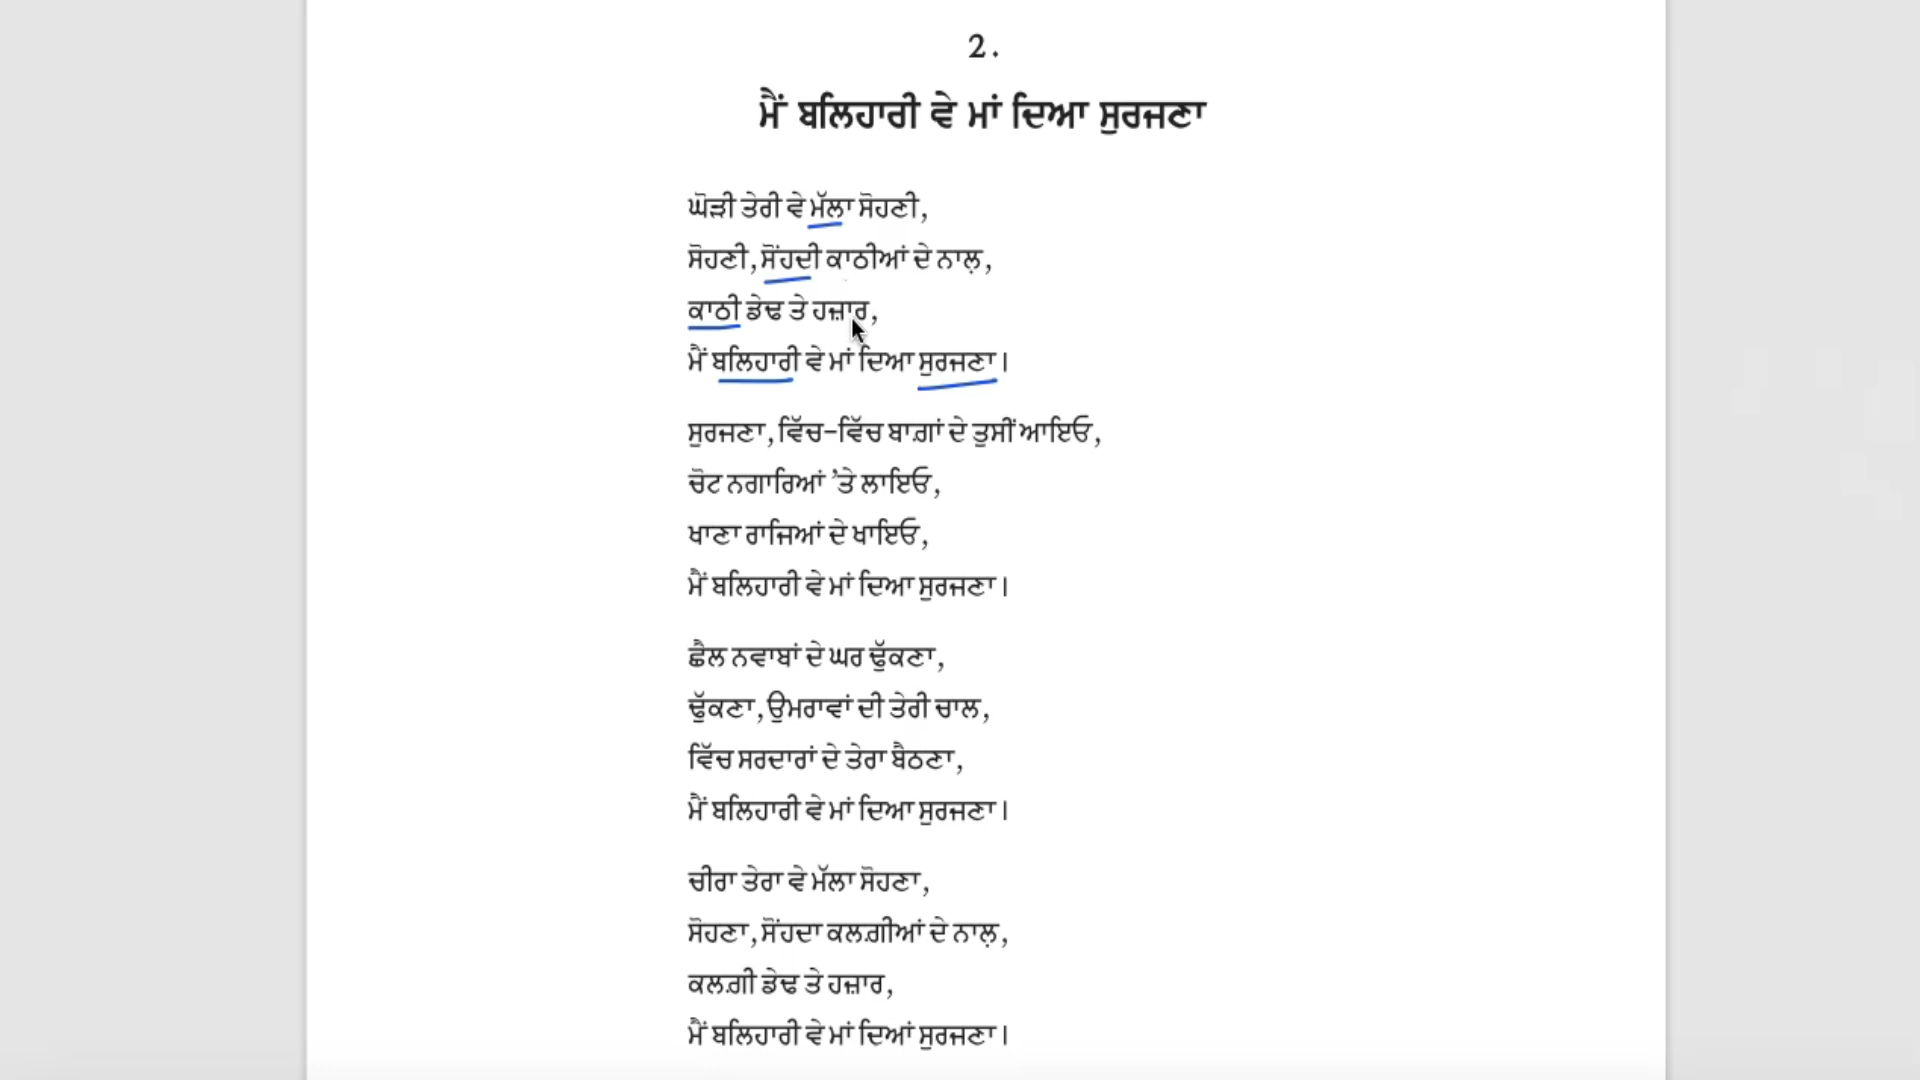 2.
ਮੈਂ ਬਲਿਹਾਰੀ ਵੇ ਮਾਂ ਦਿਆ ਸੁਰਜਣਾ
ਘੋੜੀ ਤੇਰੀ ਵੇ ਮੱਲਾ ਸੋਹਣੀ,
ਸੋਹਣੀ, ਸੋਂਹਦੀ ਕਾਠੀਆਂ ਦੇ ਨਾਲ਼,
ਕਾਠੀ ਡੇਢ ਤੇ ਹਜ਼ਾਰ,
ਮੈਂ ਬਲਿਹਾਰੀ ਵੇ ਮਾਂ ਦਿਆ ਸੁਰਜਣਾ।
ਸੁਰਜਣਾ, ਵਿੱਚ-ਵਿੱਚ ਬਾਗ਼ਾਂ ਦੇ ਤੁਸੀਂ ਆਇਓ,
ਚੋਟ ਨਗਾਰਿਆਂ ’ਤੇ ਲਾਇਓ,
ਖਾਣਾ ਰਾਜਿਆਂ ਦੇ ਖਾਇਓ,
ਮੈਂ ਬਲਿਹਾਰੀ ਵੇ ਮਾਂ ਦਿਆ ਸੁਰਜਣਾ।
ਛੈਲ ਨਵਾਬਾਂ ਦੇ ਘਰ ਢੁੱਕਣਾ,
ਢੁੱਕਣਾ, ਉਮਰਾਵਾਂ ਦੀ ਤੇਰੀ ਚਾਲ,
ਵਿੱਚ ਸਰਦਾਰਾਂ ਦੇ ਤੇਰਾ ਬੈਠਣਾ,
ਮੈਂ ਬਲਿਹਾਰੀ ਵੇ ਮਾਂ ਦਿਆ ਸੁਰਜਣਾ।
ਚੀਰਾ ਤੇਰਾ ਵੇ ਮੱਲਾ ਸੋਹਣਾ,
ਸੋਹਣਾ, ਸੋਂਹਦਾ ਕਲਗ਼ੀਆਂ ਦੇ ਨਾਲ਼,
ਕਲਗ਼ੀ ਡੇਢ ਤੇ ਹਜ਼ਾਰ,
ਮੈਂ ਬਲਿਹਾਰੀ ਵੇ ਮਾਂ ਦਿਆਂ ਸੁਰਜਣਾ।